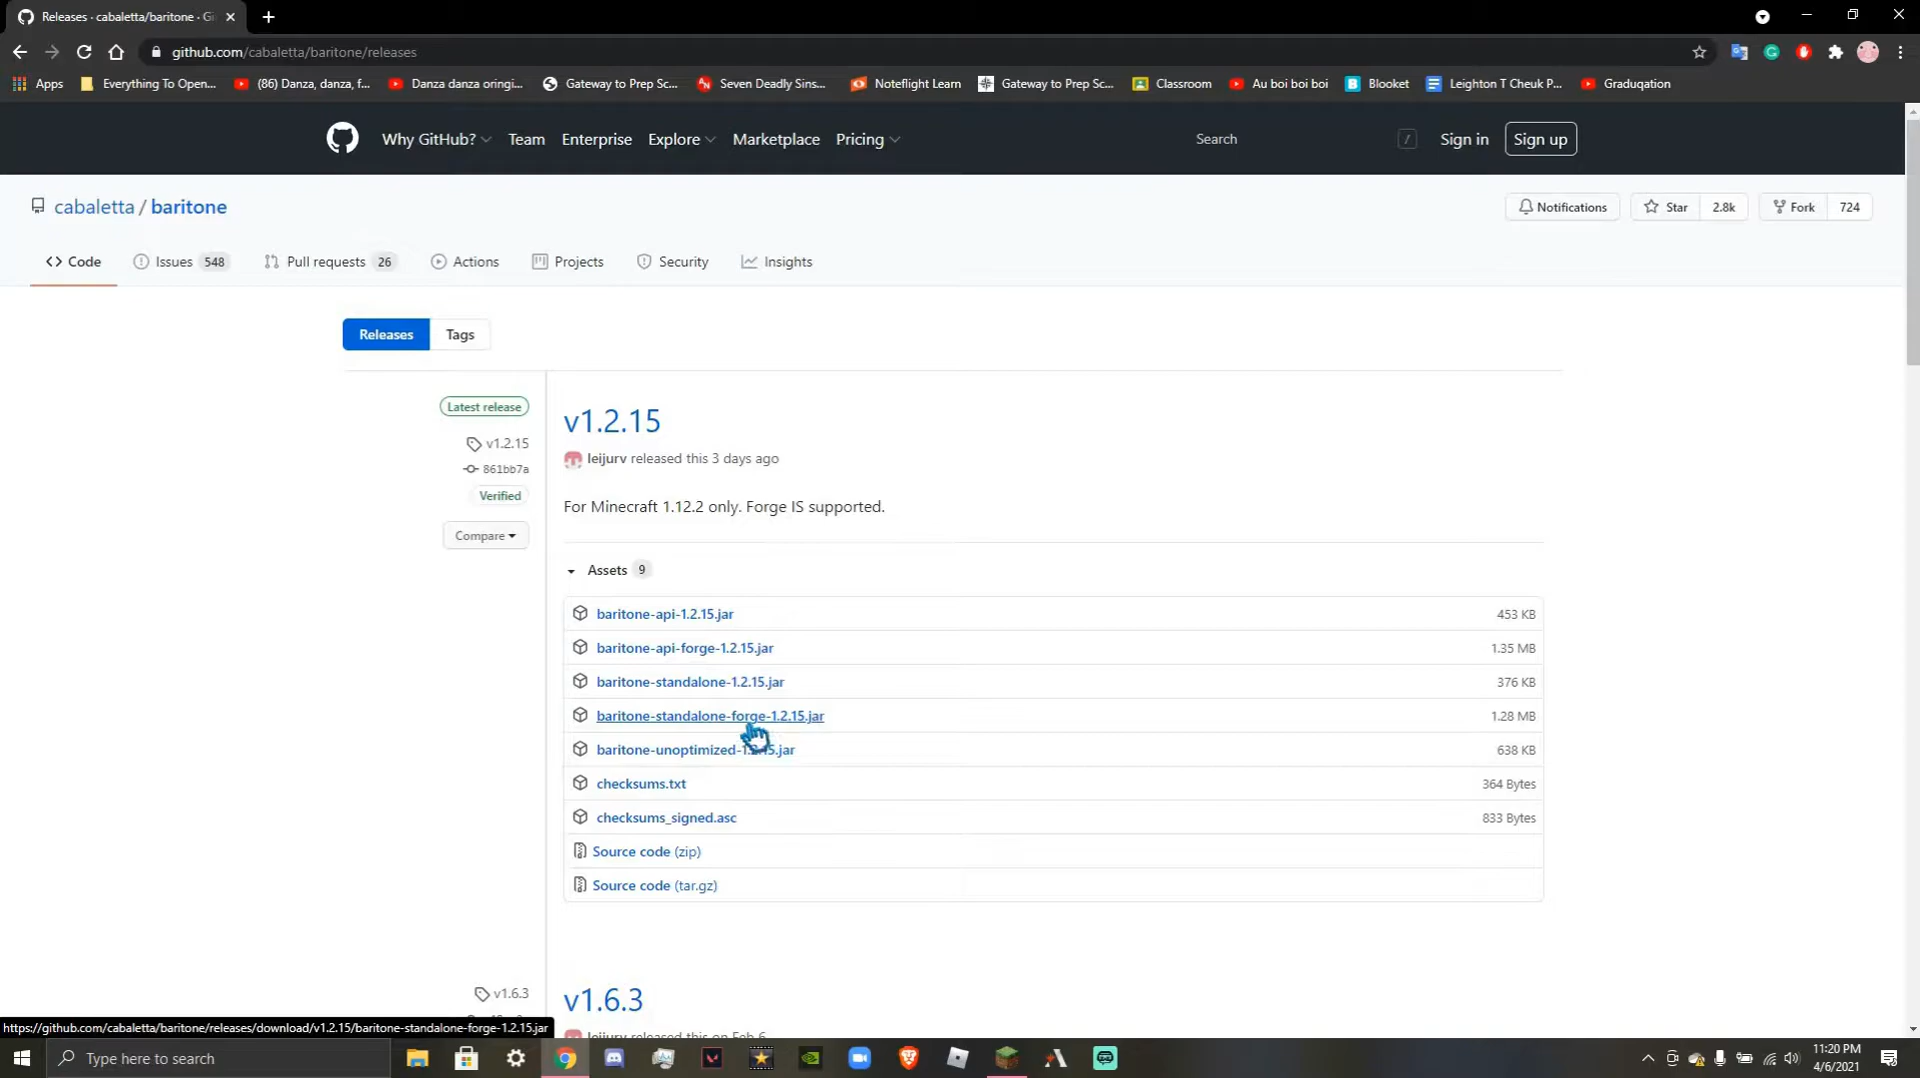 Releases · cabaletta/baritone · Gi
github.com/cabaletta/baritone/releases
Apps
Everything To Open...
(86) Danza, danza, f...
Danza danza oringi...
Gateway to Prep Sc...
Seven Deadly Sins...
Noteflight Learn
Gateway to Prep Sc...
Classroom
Au boi boi boi
Blooket
Leighton T Cheuk P...
Graduqation
Why GitHub?
Team
Enterprise
Explore
Marketplace
Pricing
Search
/
Sign in
Sign up
cabaletta / baritone
Notifications
Star 2.8k
Fork 724
<> Code
Issues 548
Pull requests 26
Actions
Projects
Security
Insights
Releases
Tags
Latest release
v1.2.15
861bb7a
Verified
Compare
v1.2.15
leijurv released this 3 days ago
For Minecraft 1.12.2 only. Forge IS supported.
Assets 9
baritone-api-1.2.15.jar 453 KB
baritone-api-forge-1.2.15.jar 1.35 MB
baritone-standalone-1.2.15.jar 376 KB
baritone-standalone-forge-1.2.15.jar 1.28 MB
baritone-unoptimized-1.2.15.jar 638 KB
checksums.txt 364 Bytes
checksums_signed.asc 833 Bytes
Source code (zip)
Source code (tar.gz)
v1.6.3
v1.6.3
leijurv released this on Feb 6
https://github.com/cabaletta/baritone/releases/download/v1.2.15/baritone-standalone-forge-1.2.15.jar
Type here to search
11:20 PM
4/6/2021